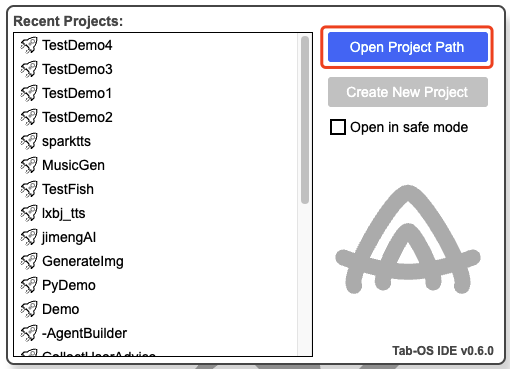 Recent Projects:
TestDemo4
TestDemo3
TestDemo1
TestDemo2
sparktts
MusicGen
TestFish
lxbj_tts
jimengAI
GenerateImg
PyDemo
Demo
-AgentBuilder
CollectUserAdvice
Open Project Path
Create New Project
Open in safe mode
Tab-OS IDE v0.6.0